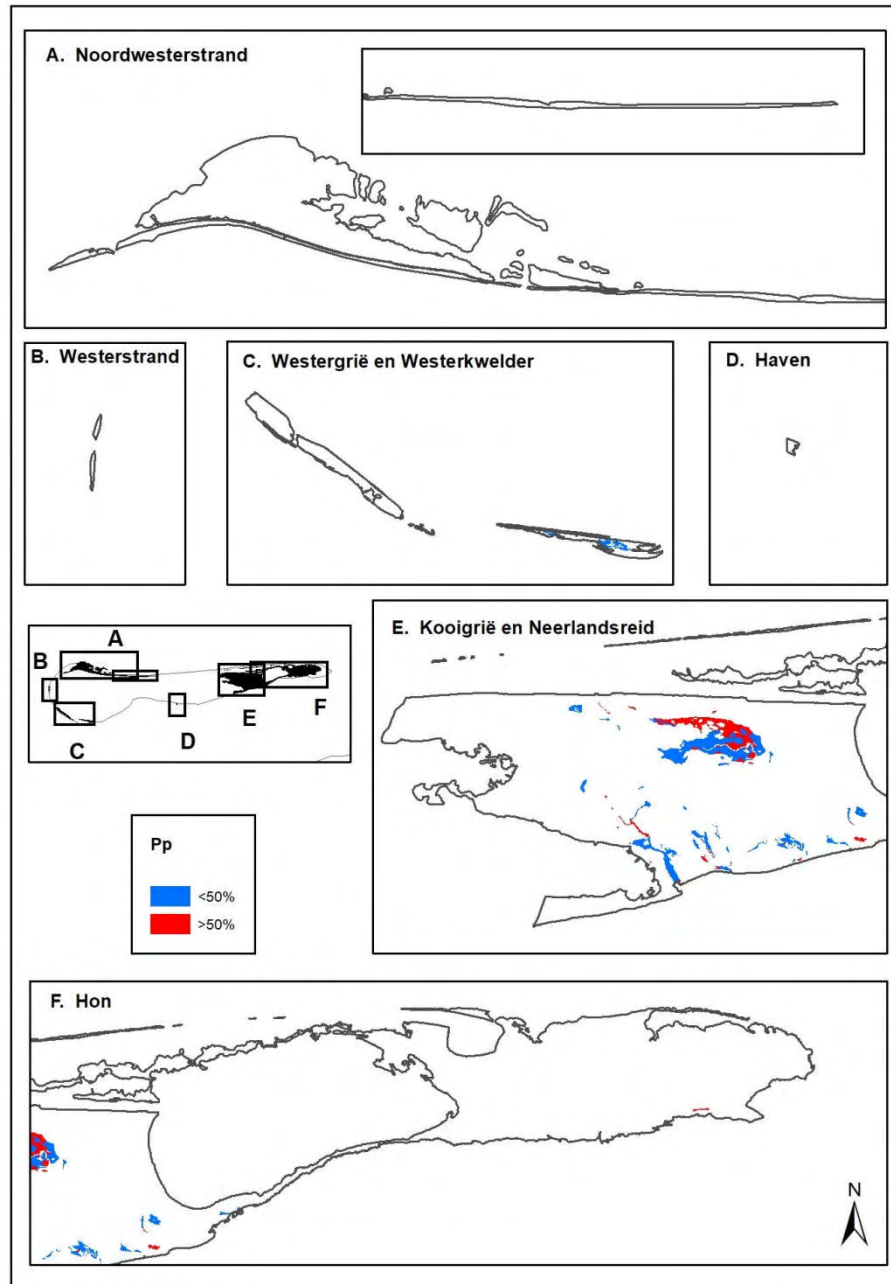 A. Noordwesterstrand
B. Westerstrand
C. Westergrië en Westerkwelder
D. Haven
A
B
C
D
E
F
E. Kooigrië en Neerlandsreid
Pp
<50%
>50%
F. Hon
N